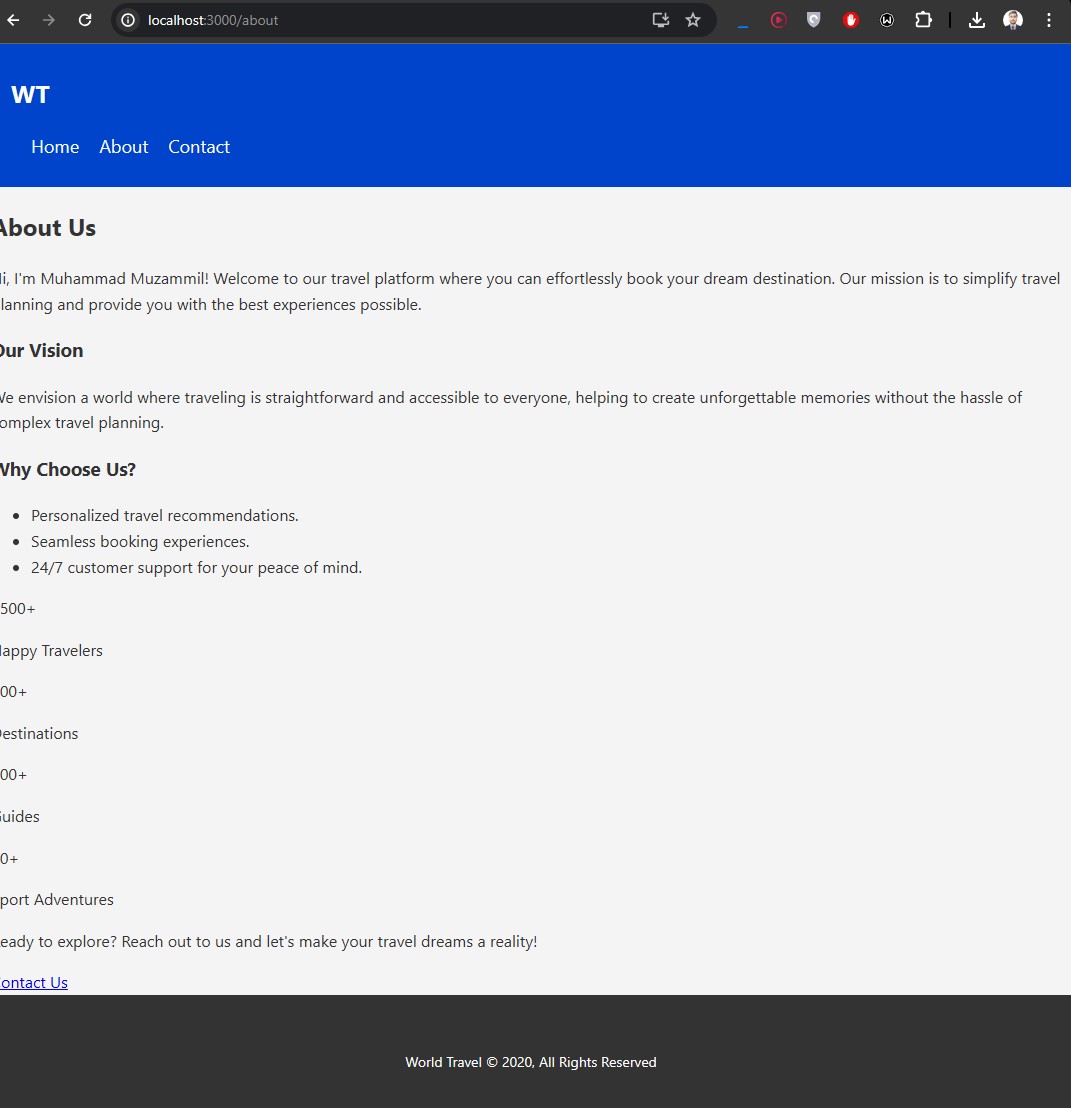 localhost:3000/about
WT
Home About Contact
About Us
i, I'm Muhammad Muzammil! Welcome to our travel platform where you can effortlessly book your dream destination. Our mission is to simplify travel
lanning and provide you with the best experiences possible.
Our Vision
We envision a world where traveling is straightforward and accessible to everyone, helping to create unforgettable memories without the hassle of
omplex travel planning.
Why Choose Us?
• Personalized travel recommendations.
• Seamless booking experiences.
• 24/7 customer support for your peace of mind.
500+
appy Travelers
00+
Destinations
00+
Guides
0+
port Adventures
eady to explore? Reach out to us and let's make your travel dreams a reality!
ontact Us
World Travel © 2020, All Rights Reserved